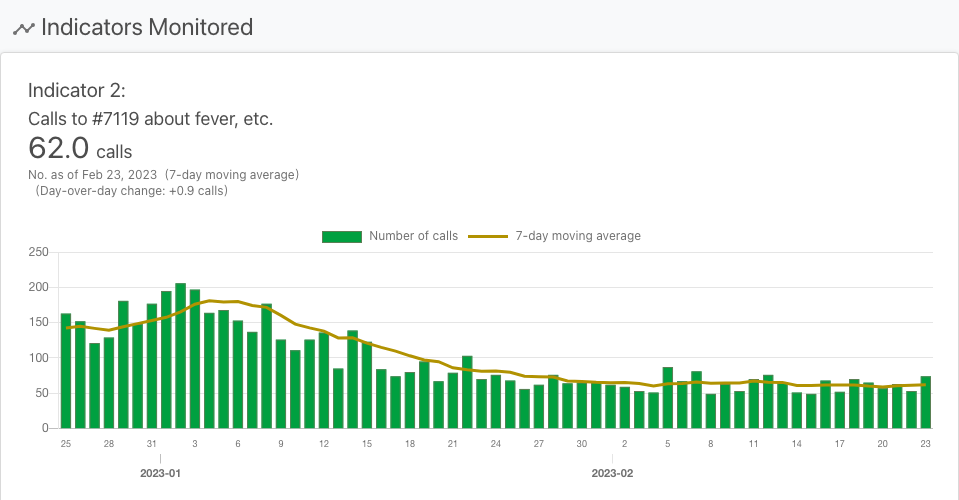 Indicators Monitored
Indicator 2:
Calls to #7119 about fever, etc.
62.0 calls
No. as of Feb 23, 2023 (7-day moving average)
(Day-over-day change: +0.9 calls)
Number of calls 7-day moving average
250
200
150
100
50
0
25 28 31 3 6 9 12 15 18 21 24 27 30 2 5 8 11 14 17 20 23
2023-01 2023-02